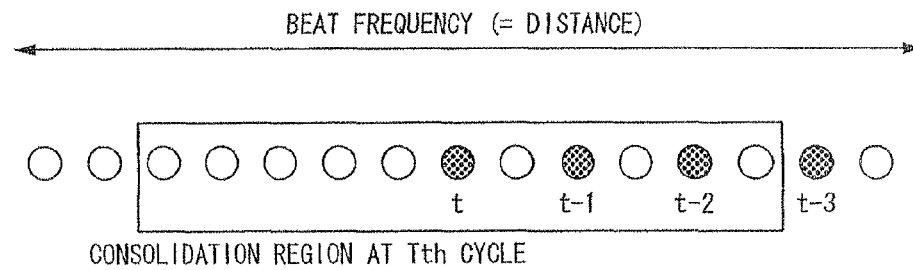 BEAT FREQUENCY (= DISTANCE)
t t-1 t-2 t-3
CONSOLIDATION REGION AT Tth CYCLE